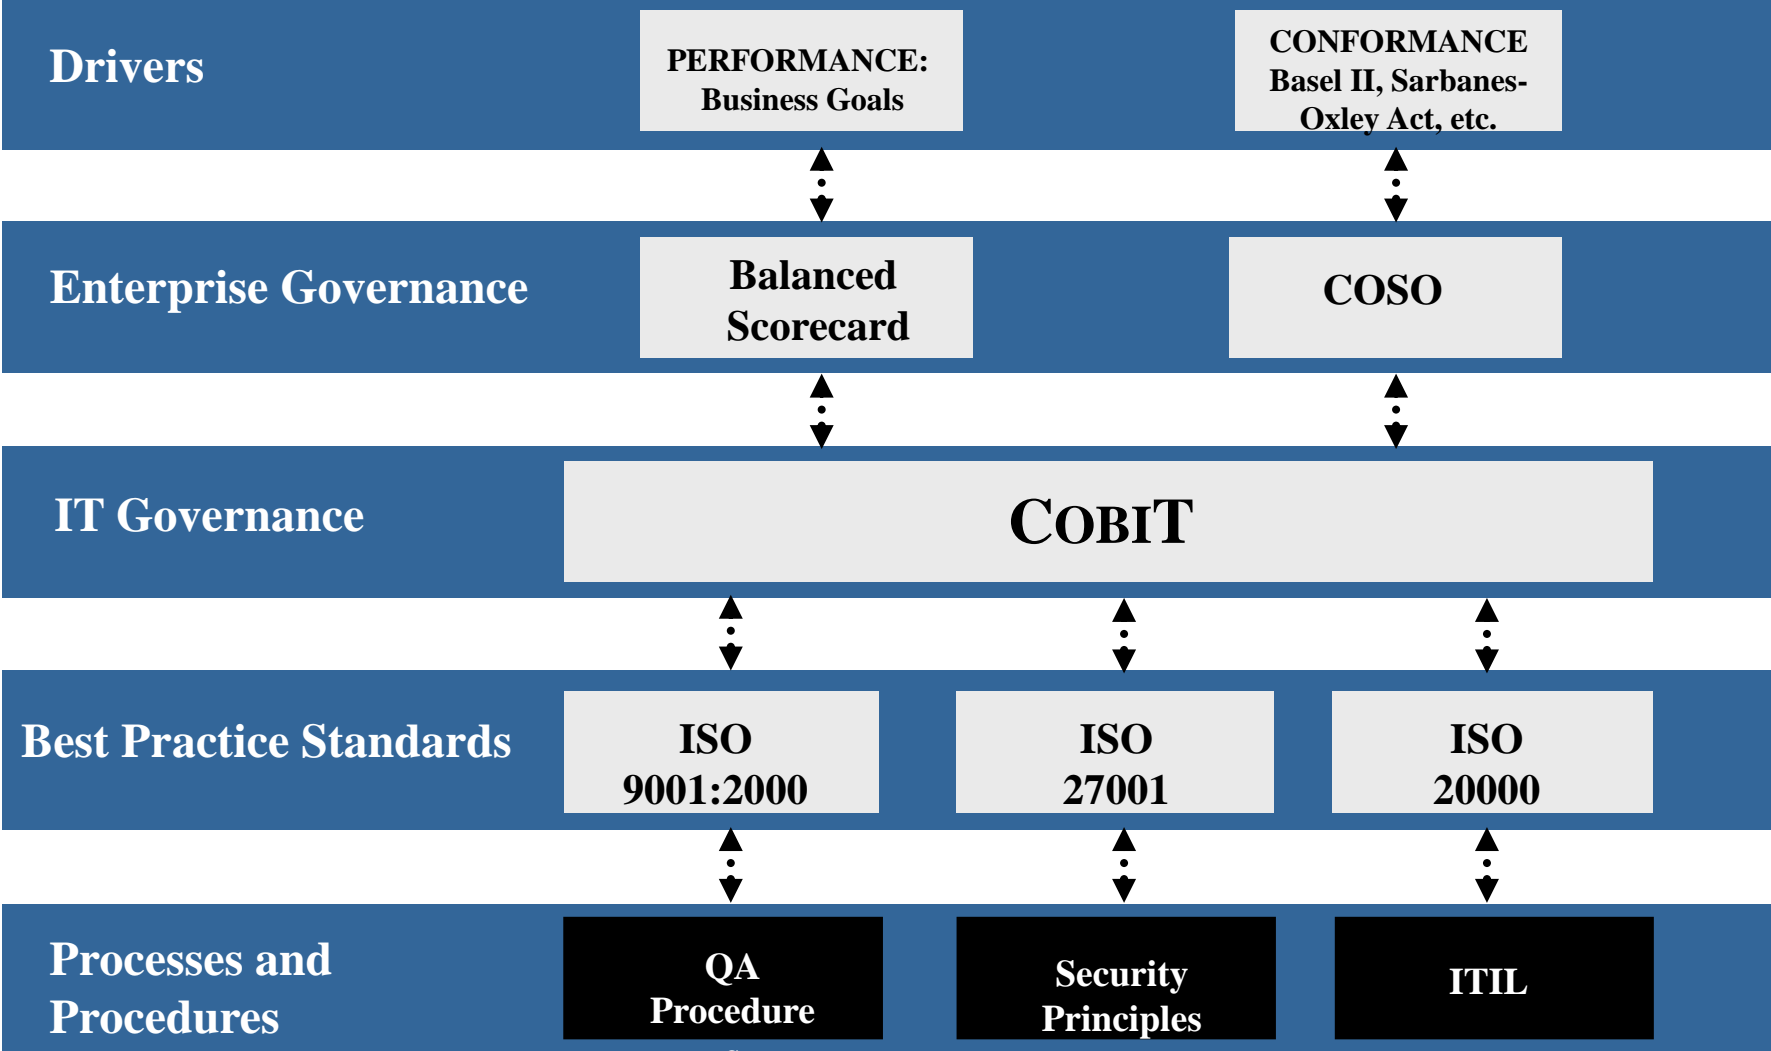 Drivers
PERFORMANCE:
Business Goals
CONFORMANCE
Basel II, Sarbanes-
Oxley Act, etc.
Enterprise Governance
Balanced
Scorecard
COSO
IT Governance
COBIT
Best Practice Standards
ISO
9001:2000
ISO
27001
ISO
20000
Processes and
Procedures
QA
Procedure
Security
Principles
ITIL